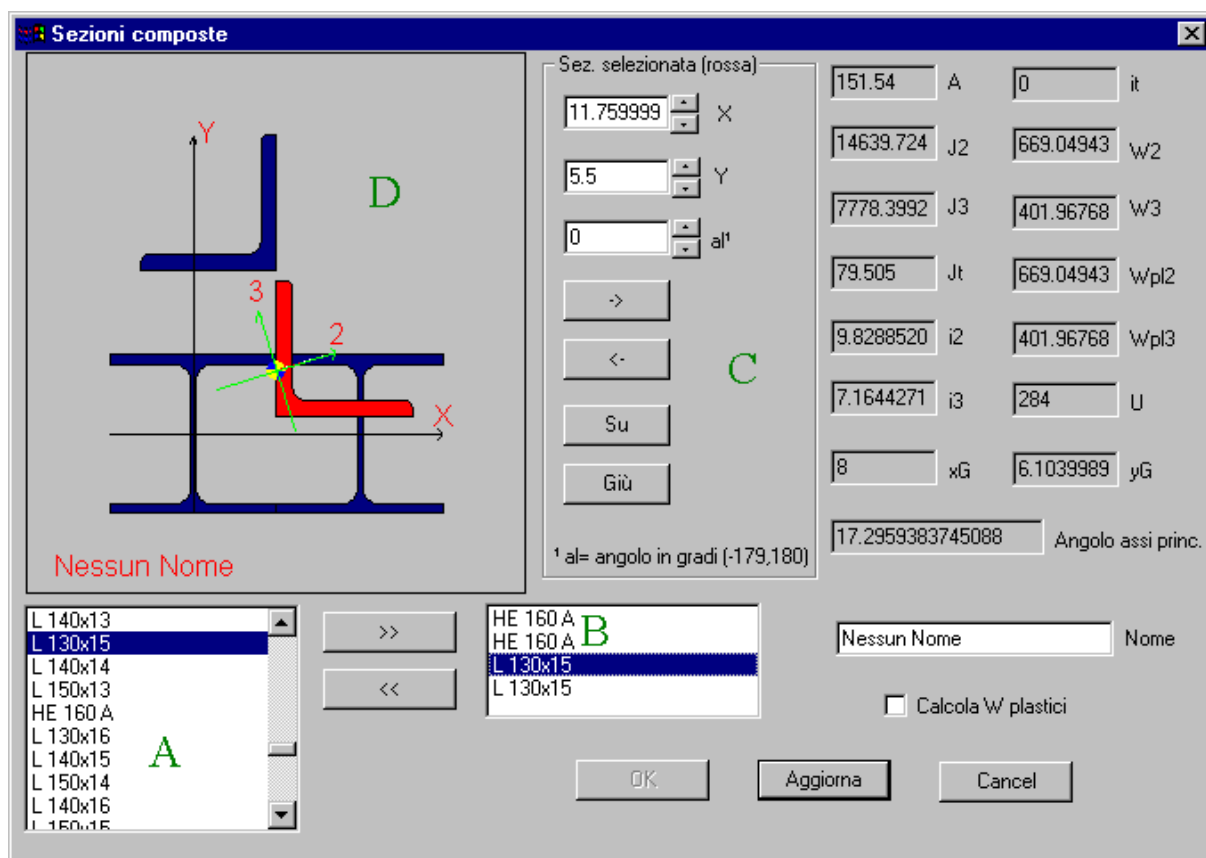 Sezioni composte
Y
D
3
2
X
Nessun Nome
Sez. selezionata (rossa)
11.759999 X
5.5 Y
0 al¹
->
<-
C
Su
Giù
¹ al= angolo in gradi (-179,180)
151.54 A 0 it
14639.724 J2 669.04943 W2
7778.3992 J3 401.96768 W3
79.505 Jt 669.04943 Wpl2
9.8288520 i2 401.96768 Wpl3
7.1644271 i3 284 U
8 xG 6.1039989 yG
17.2959383745088 Angolo assi princ.
L 140x13
L 130x15
L 140x14
L 150x13
HE 160 A
L 130x16
L 140x15
L 150x14
L 140x16
L 150x15
A
>>
<<
HE 160 A
HE 160 A
L 130x15
L 130x15
B
Nessun Nome Nome
Calcola W plastici
OK Aggiorna Cancel